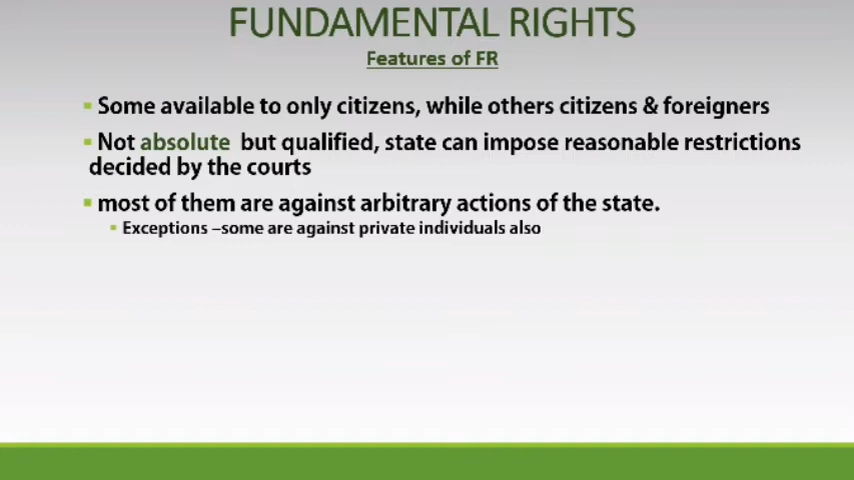 FUNDAMENTAL RIGHTS
Features of FR
▪ Some available to only citizens, while others citizens & foreigners
▪ Not absolute but qualified, state can impose reasonable restrictions
decided by the courts
▪ most of them are against arbitrary actions of the state.
▪ Exceptions –some are against private individuals also